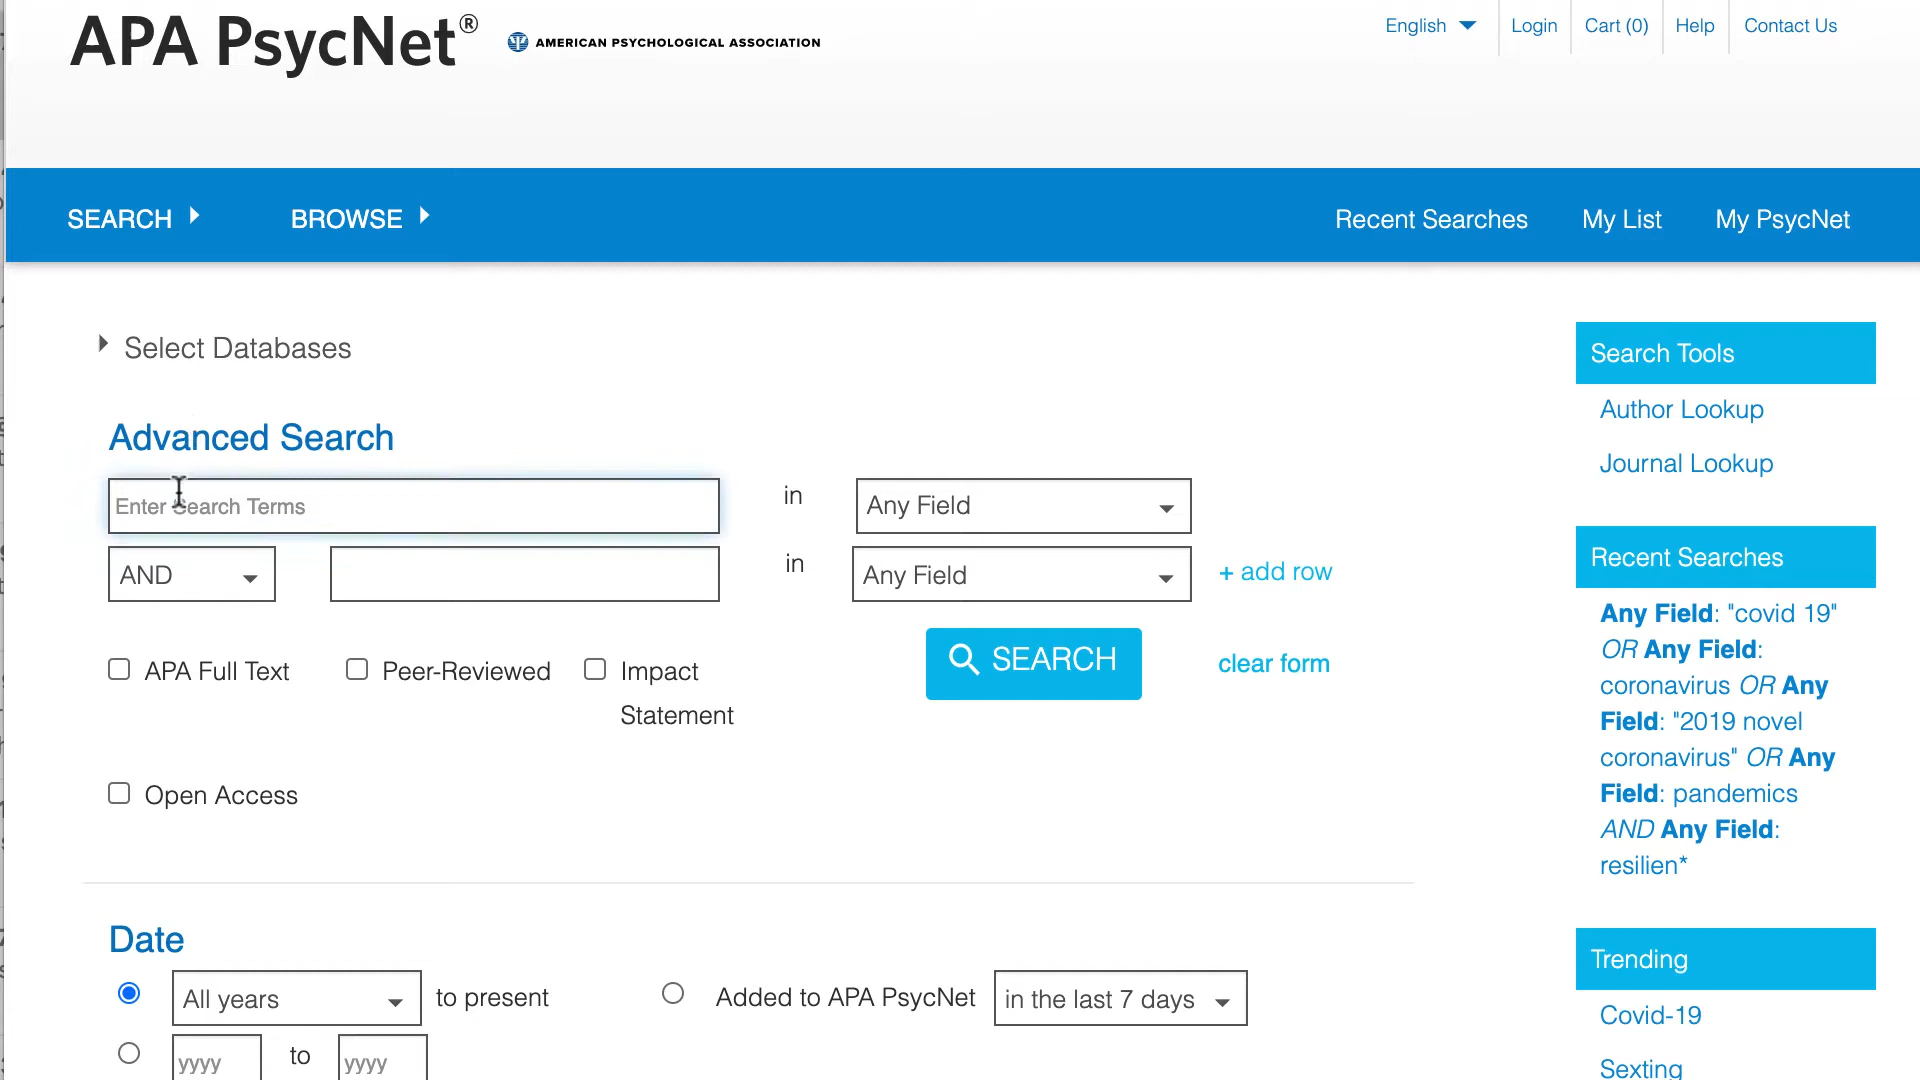 APA PsycNet®
AMERICAN PSYCHOLOGICAL ASSOCIATION
English
Login
Cart (0)
Help
Contact Us
SEARCH
BROWSE
Recent Searches
My List
My PsycNet
Select Databases
Advanced Search
Enter Search Terms
in
Any Field
AND
in
Any Field
+ add row
APA Full Text
Peer-Reviewed
Impact
Statement
SEARCH
clear form
Open Access
Date
All years
to present
Added to APA PsycNet
in the last 7 days
yyyy
to
yyyy
Search Tools
Author Lookup
Journal Lookup
Recent Searches
Any Field: "covid 19"
OR Any Field:
coronavirus OR Any
Field: "2019 novel
coronavirus" OR Any
Field: pandemics
AND Any Field:
resilien*
Trending
Covid-19
Sexting